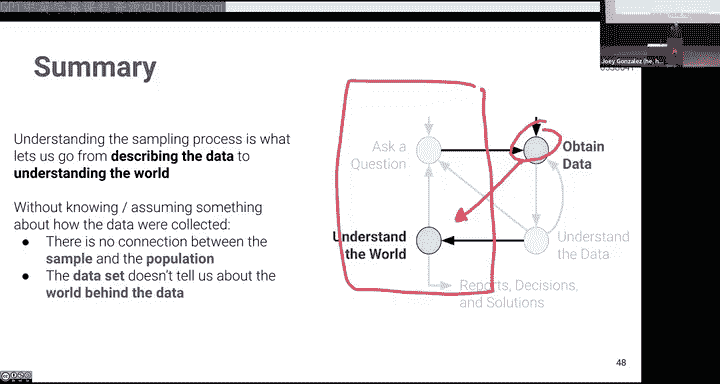 Joey Gonzalez (he, h...
Summary
Understanding the sampling process is what
lets us go from describing the data to
understanding the world
Without knowing / assuming something
about how the data were collected:
● There is no connection between the
sample and the population
● The data set doesn't tell us about the
world behind the data
Ask a
Question
Obtain
Data
Understand
the World
Understand
the Data
Reports, Decisions,
and Solutions
48